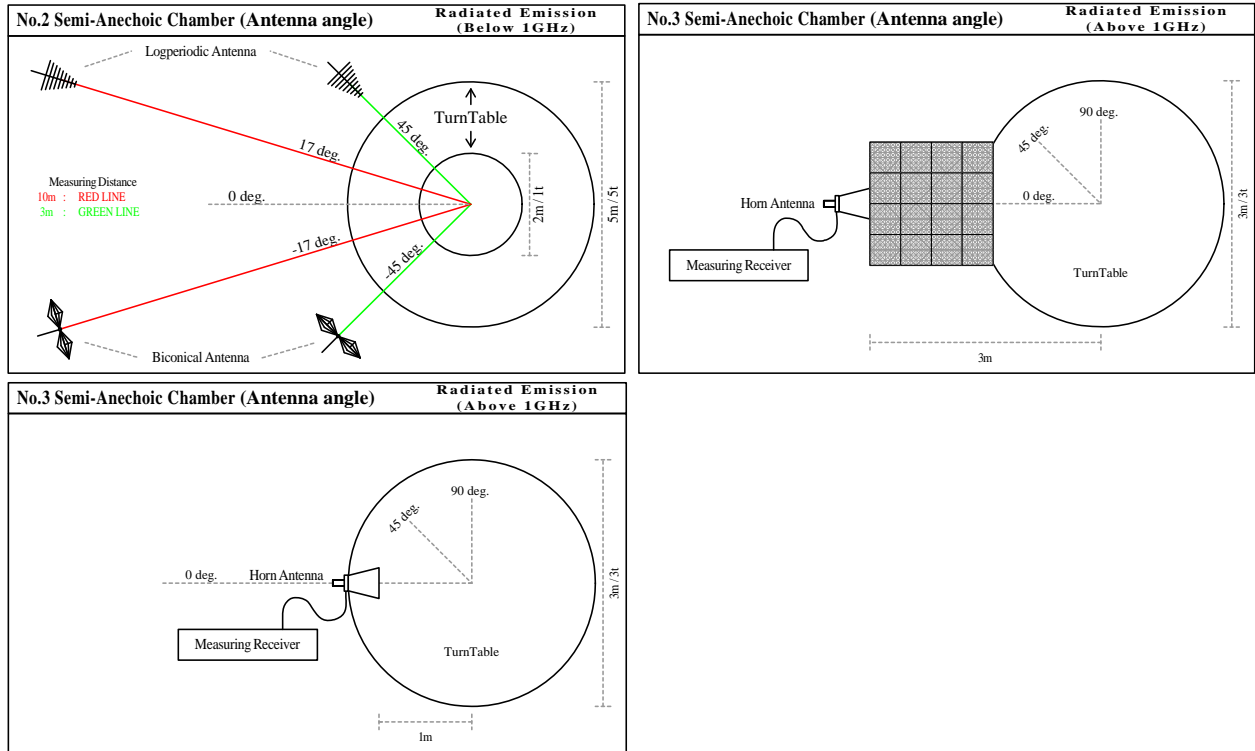 No.2 Semi-Anechoic Chamber (Antenna angle)
Radiated Emission
(Below 1GHz)
Logperiodic Antenna
TurnTable
45 deg.
17 deg.
Measuring Distance
10m : RED LINE
3m : GREEN LINE
0 deg.
2m / 1t
5m / 5t
-17 deg.
-45 deg.
Biconical Antenna
No.3 Semi-Anechoic Chamber (Antenna angle)
Radiated Emission
(Above 1GHz)
90 deg.
45 deg.
0 deg.
Horn Antenna
Measuring Receiver
TurnTable
3m / 3t
3m
No.3 Semi-Anechoic Chamber (Antenna angle)
Radiated Emission
(Above 1GHz)
90 deg.
45 deg.
0 deg.
Horn Antenna
3m / 3t
Measuring Receiver
TurnTable
1m